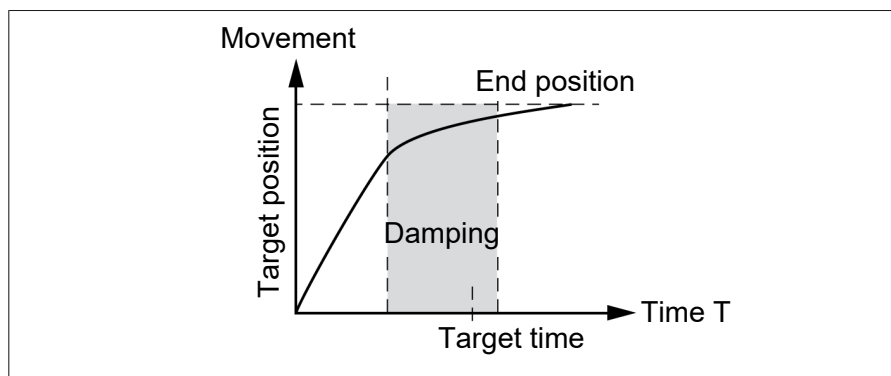 Movement
End position
Target position
Damping
Time T
Target time